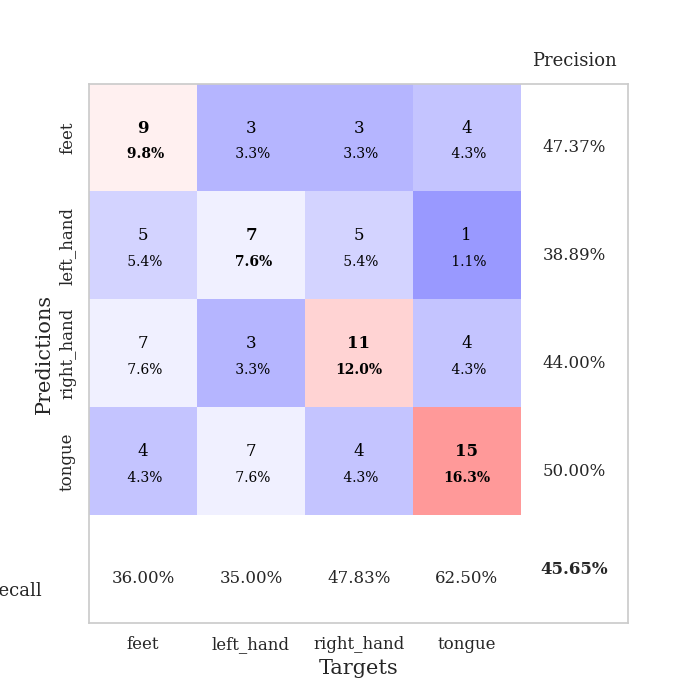 Precision
feet 9 3 3 4 47.37%
9.8% 3.3% 3.3% 4.3%
left_hand 5 7 5 1 38.89%
5.4% 7.6% 5.4% 1.1%
Predictions
right_hand 7 3 11 4 44.00%
7.6% 3.3% 12.0% 4.3%
tongue 4 7 4 15 50.00%
4.3% 7.6% 4.3% 16.3%
ecall 36.00% 35.00% 47.83% 62.50% 45.65%
feet left_hand right_hand tongue
Targets